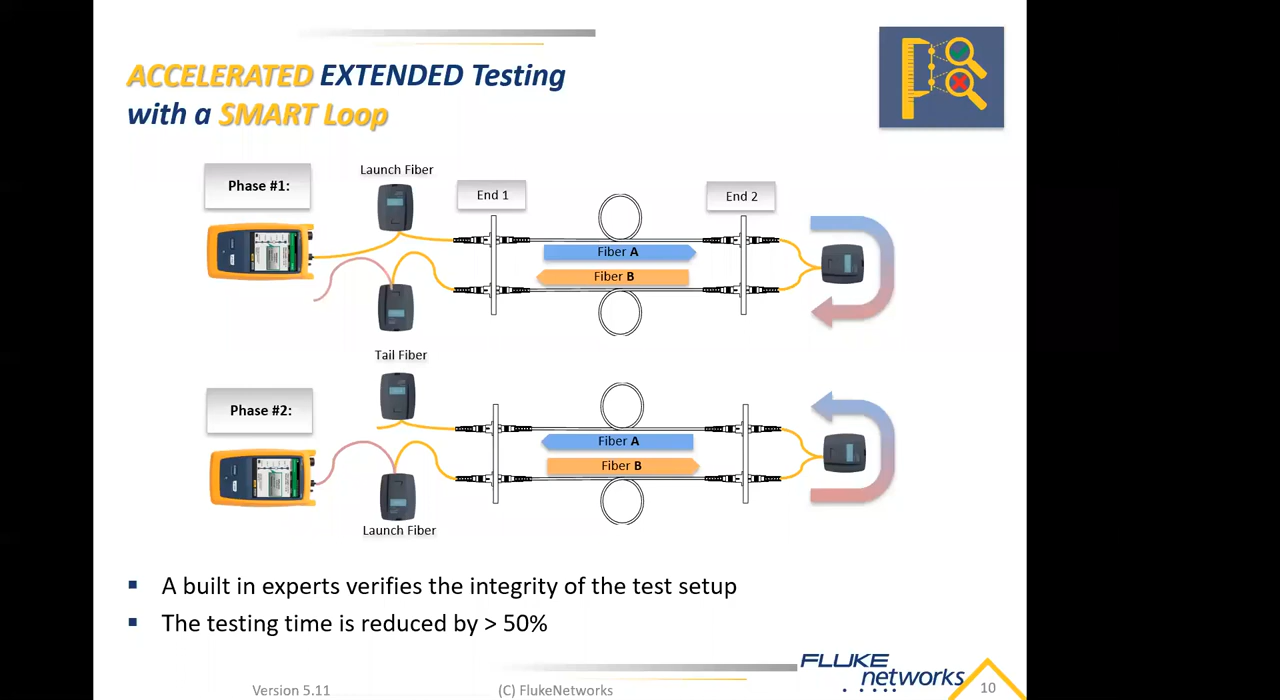 ACCELERATED EXTENDED Testing
with a SMART Loop
Phase #1:
Launch Fiber
End 1
End 2
Fiber A
Fiber B
Tail Fiber
Phase #2:
Fiber A
Fiber B
Launch Fiber
A built in experts verifies the integrity of the test setup
The testing time is reduced by > 50%
FLUKE
networks
Version 5.11
(C) FlukeNetworks
10